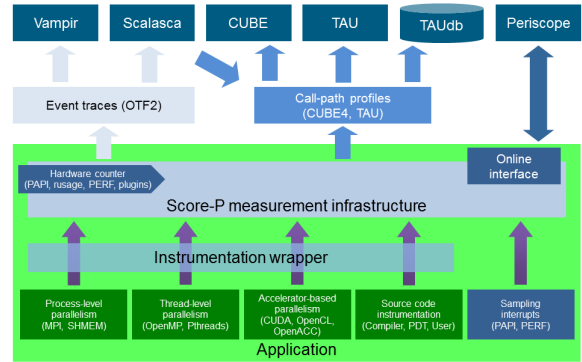 Vampir
Scalasca
CUBE
TAU
TAUdb
Periscope
Event traces (OTF2)
Call-path profiles
(CUBE4, TAU)
Online
interface
Hardware counter
(PAPI, rusage, PERF, plugins)
Score-P measurement infrastructure
Instrumentation wrapper
Process-level
parallelism
(MPI, SHMEM)
Thread-level
parallelism
(OpenMP, Pthreads)
Accelerator-based
parallelism
(CUDA, OpenCL,
OpenACC)
Source code
instrumentation
(Compiler, PDT, User)
Sampling
interrupts
(PAPI, PERF)
Application